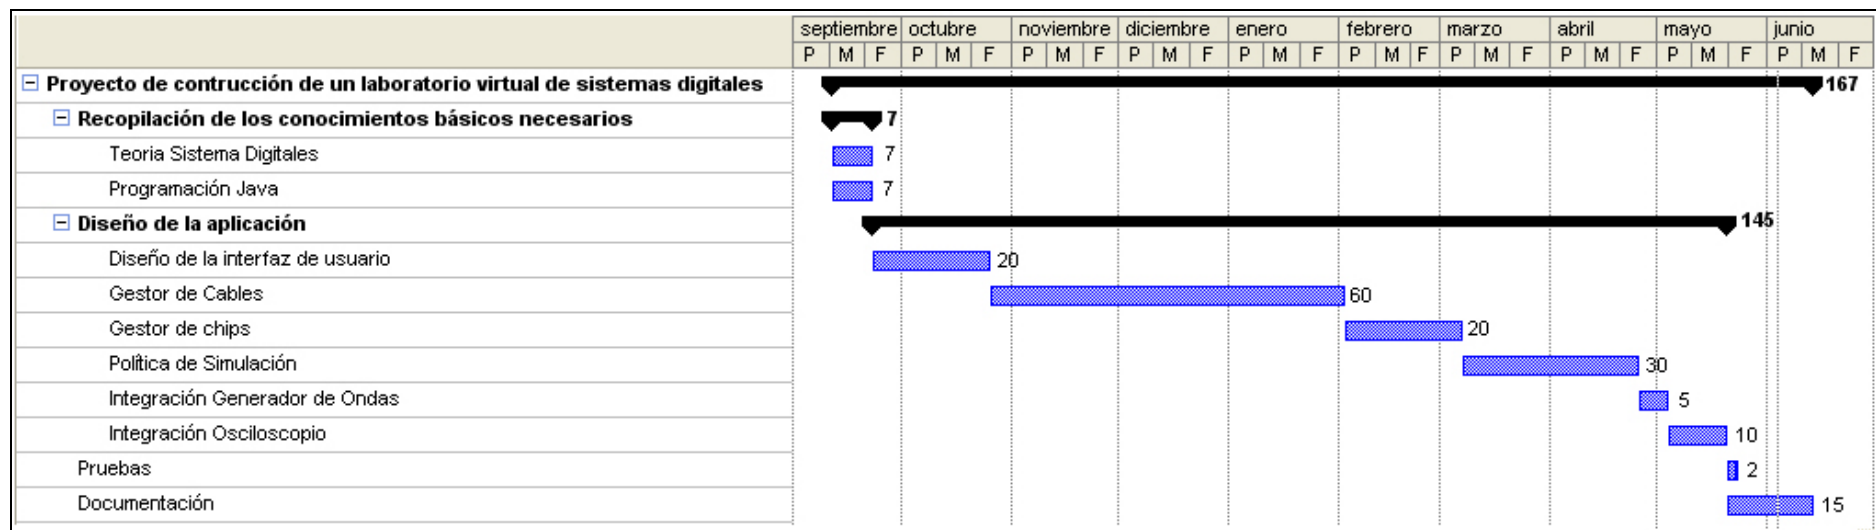 septiembre octubre noviembre diciembre enero febrero marzo abril mayo junio
P M F P M F P M F P M F P M F P M F P M F P M F P M F P M F
Proyecto de contrucción de un laboratorio virtual de sistemas digitales 167
Recopilación de los conocimientos básicos necesarios 7
Teoria Sistema Digitales 7
Programación Java 7
Diseño de la aplicación 145
Diseño de la interfaz de usuario 20
Gestor de Cables 60
Gestor de chips 20
Política de Simulación 30
Integración Generador de Ondas 5
Integración Osciloscopio 10
Pruebas 2
Documentación 15